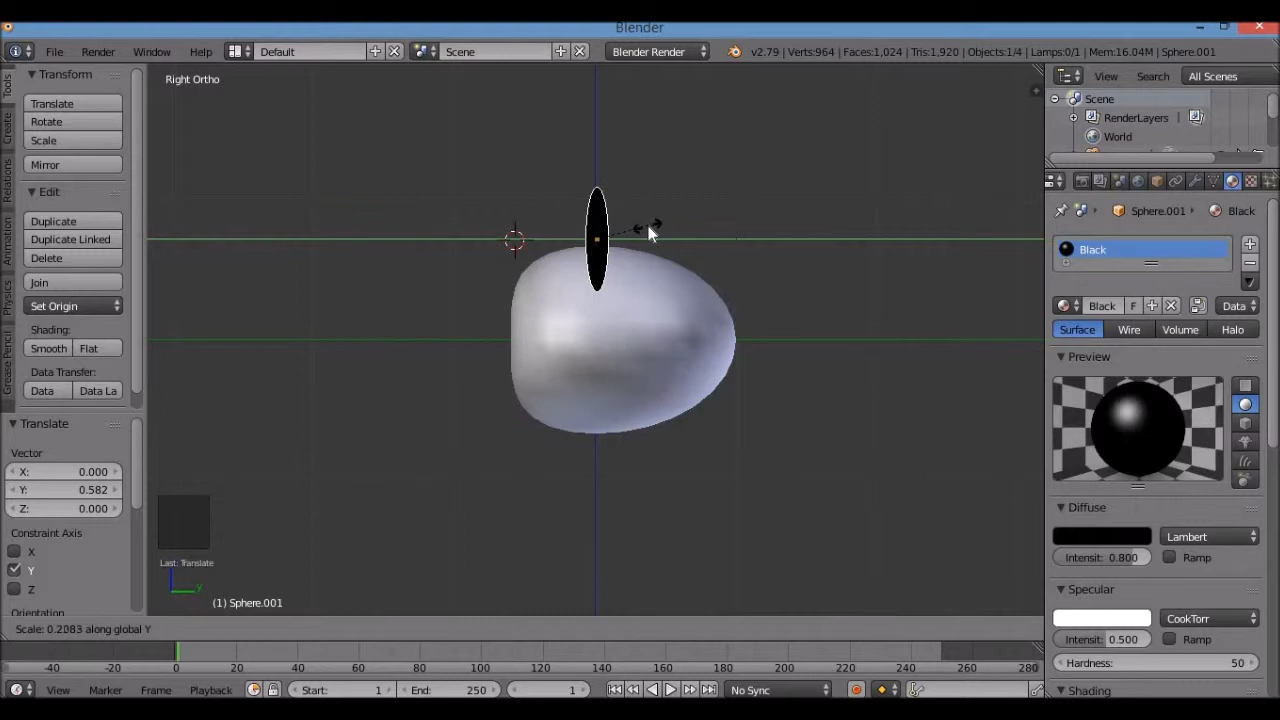 Blender
File Render Window Help Default Scene Blender Render v2.79 | Verts:964 | Faces:1,024 | Tris:1,920 | Objects:1/4 | Lamps:0/1 | Mem:16.04M | Sphere.001
Tools
Create
Relations
Physics
Grease Pencil
Transform
Translate
Rotate
Scale
Mirror
Edit
Duplicate
Duplicate Linked
Delete
Join
Set Origin
Shading:
Smooth Flat
Data Transfer:
Data Data La
Translate
Vector
X: 0.000
Y: 0.582
Z: 0.000
Constraint Axis
X
Y
Z
Orientation
Right Ortho
Last: Translate
y
(1) Sphere.001
Scale: 0.2083 along global Y
View Search All Scenes
Scene
RenderLayers |
World
Sphere.001 Black
Black
Black F Data
Surface Wire Volume Halo
Preview
Diffuse
Lambert
Intensit: 0.800 Ramp
Specular
CookTorr
Intensit: 0.500 Ramp
Hardness: 50
Shading
-40 -20 0 20 40 60 80 100 120 140 160 180 200 220 240 260 280
View Marker Frame Playback Start: 1 End: 250 1 No Sync